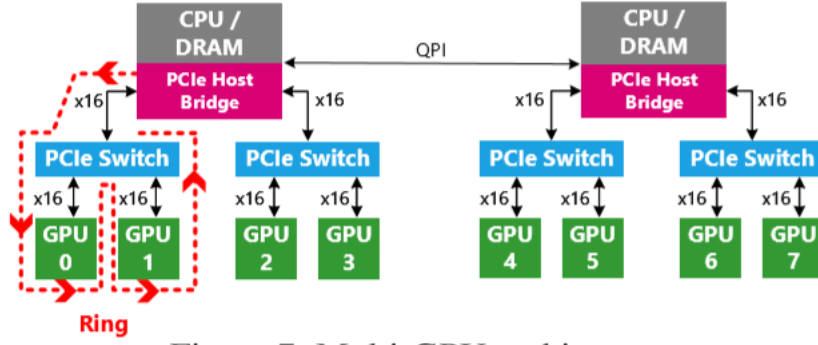 CPU /
DRAM
PCIe Host
Bridge
QPI
CPU /
DRAM
PCIe Host
Bridge
x16
x16
x16
x16
PCIe Switch
PCIe Switch
PCIe Switch
PCIe Switch
x16
x16
x16
x16
x16
x16
x16
x16
GPU
0
GPU
1
GPU
2
GPU
3
GPU
4
GPU
5
GPU
6
GPU
7
Ring